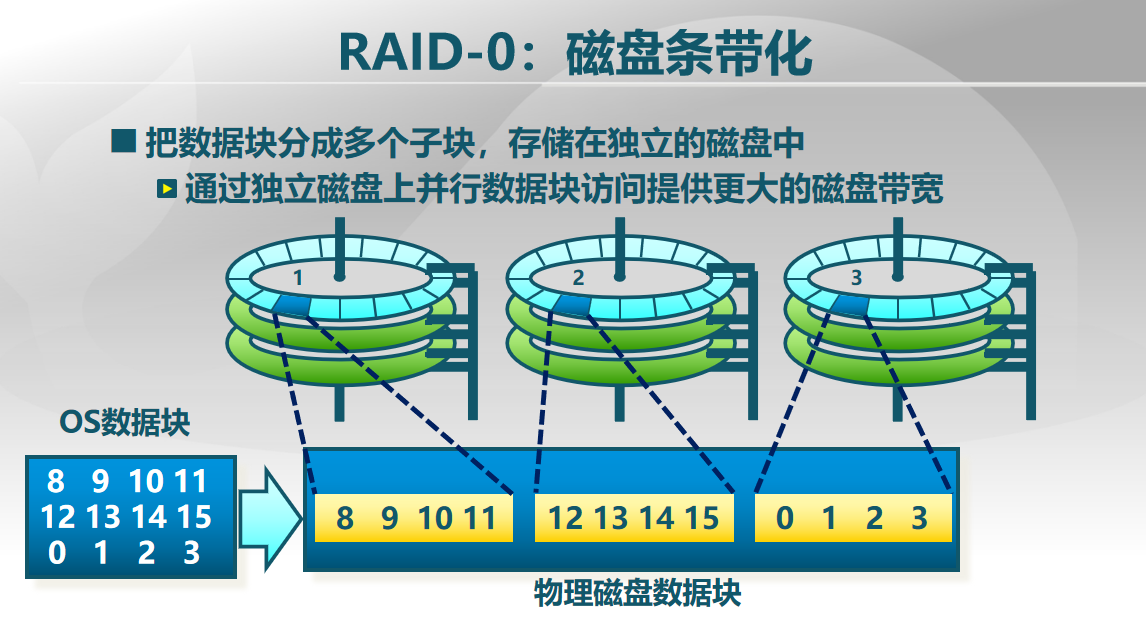 RAID-0：磁盘条带化
把数据块分成多个子块，存储在独立的磁盘中
通过独立磁盘上并行数据块访问提供更大的磁盘带宽
1
2
3
OS数据块
8 9 10 11
12 13 14 15
0 1 2 3
8 9 10 11
12 13 14 15
0 1 2 3
物理磁盘数据块